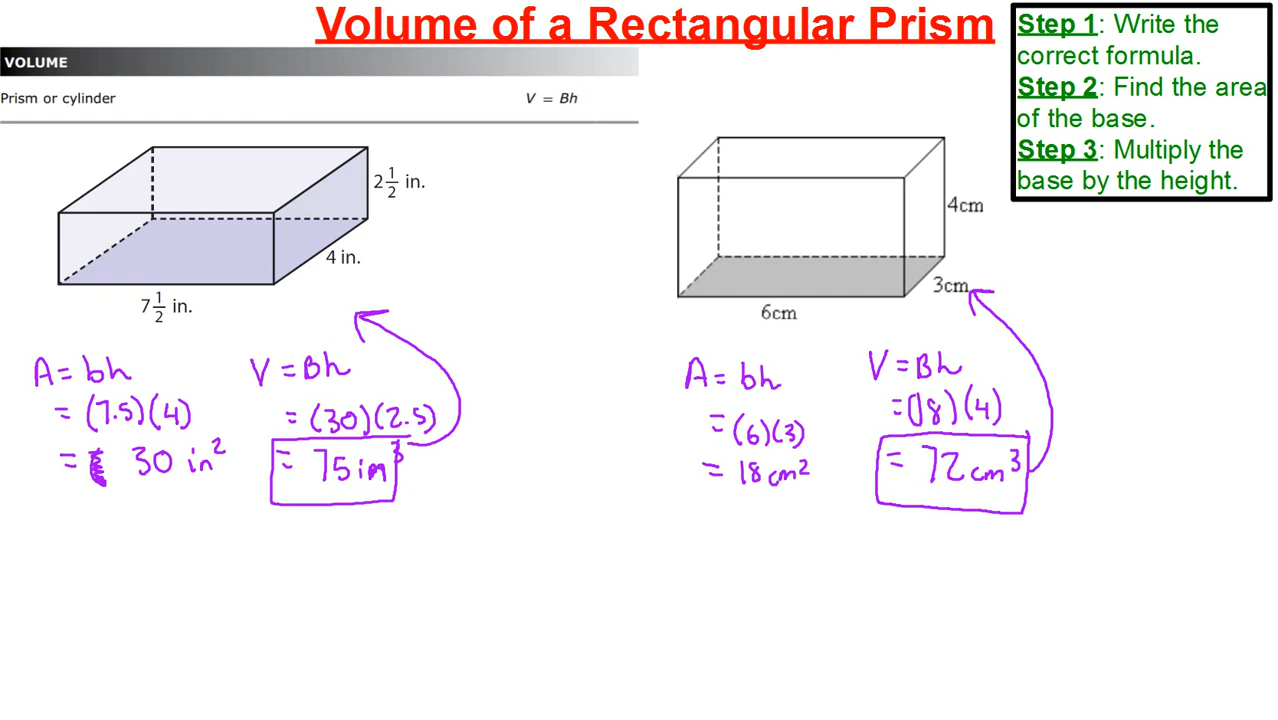 Volume of a Rectangular Prism
Step 1: Write the
correct formula.
Step 2: Find the area
of the base.
Step 3: Multiply the
base by the height.
VOLUME
Prism or cylinder V = Bh
2 1/2 in.
4 in.
7 1/2 in.
A = bh
= (7.5)(4)
= 30 in²
V = Bh
= (30)(2.5)
= 75 in³
4cm
3cm
6cm
A = bh
= (6)(3)
= 18 cm²
V = Bh
= (18)(4)
= 72 cm³